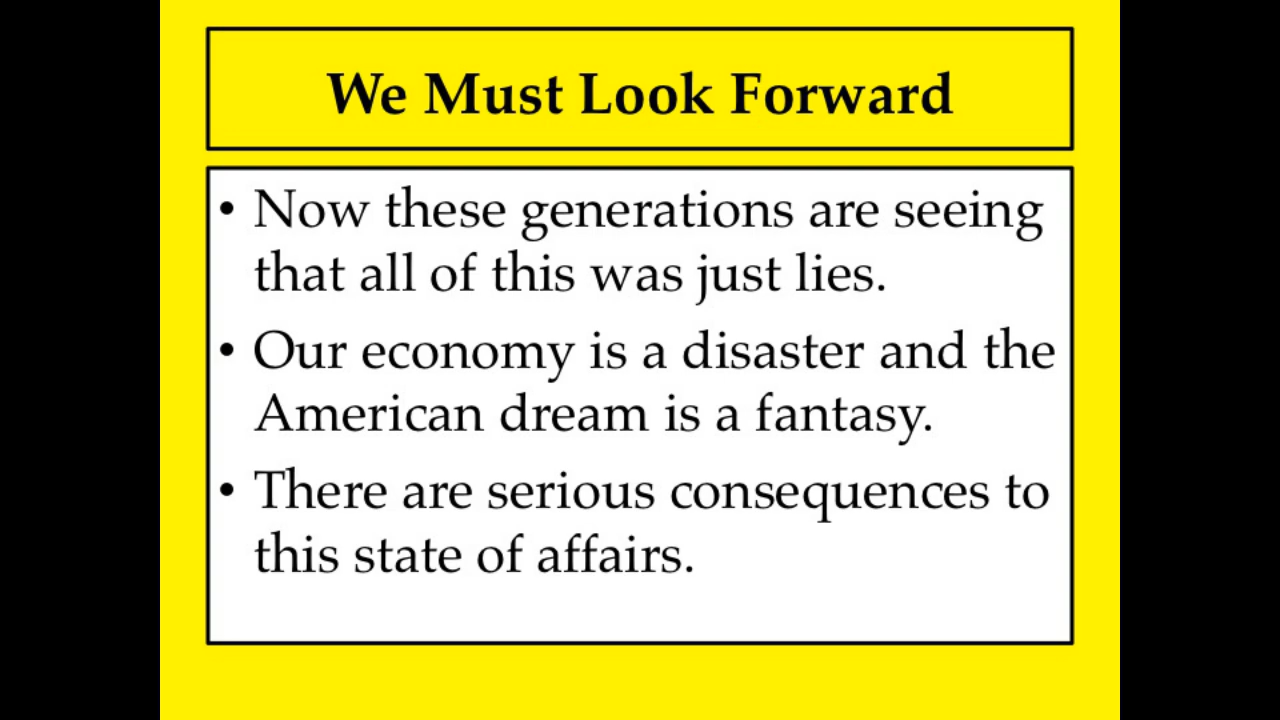 We Must Look Forward
• Now these generations are seeing
that all of this was just lies.
• Our economy is a disaster and the
American dream is a fantasy.
• There are serious consequences to
this state of affairs.